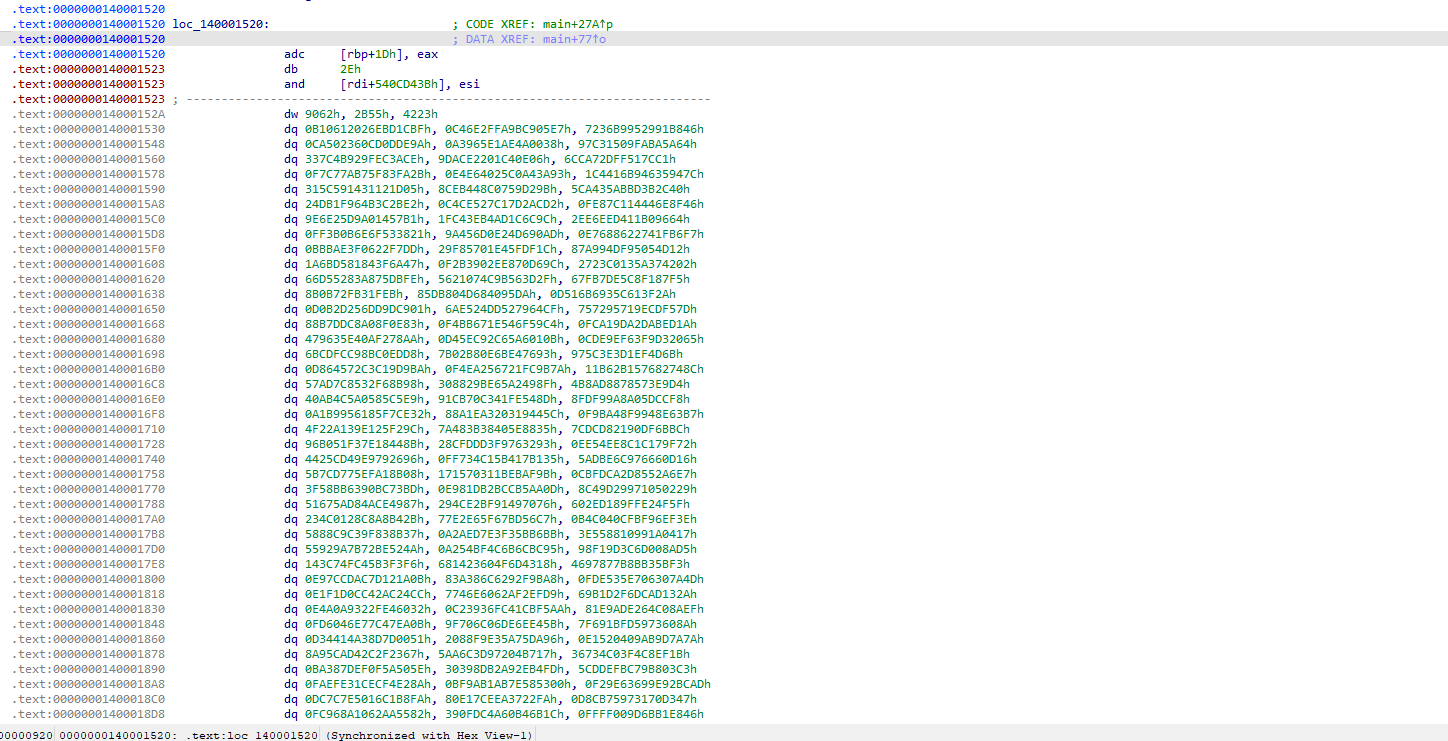 .text:0000000140001520
.text:0000000140001520 loc_140001520: ; CODE XREF: main+27A↑p
.text:0000000140001520 ; DATA XREF: main+77↑o
.text:0000000140001520 adc [rbp+1Dh], eax
.text:0000000140001523 db 2Eh
.text:0000000140001523 and [rdi+540CD43Bh], esi
.text:0000000140001523 ; ---------------------------------------------------------------------------
.text:000000014000152A dw 9062h, 2B55h, 4223h
.text:0000000140001530 dq 0B10612026EBD1CBFh, 0C46E2FFA9BC905E7h, 7236B9952991B846h
.text:0000000140001548 dq 0CA502360CD0DDE9Ah, 0A3965E1AE4A0038h, 97C31509FABA5A64h
.text:0000000140001560 dq 337C4B929FEC3ACEh, 9DACE2201C40E06h, 6CCA72DFF517CC1h
.text:0000000140001578 dq 0F7C77AB75F83FA2Bh, 0E4E64025C0A43A93h, 1C4416B94635947Ch
.text:0000000140001590 dq 315C591431121D05h, 8CEB448C0759D29Bh, 5CA435ABBD3B2C40h
.text:00000001400015A8 dq 24DB1F964B3C2BE2h, 0C4CE527C17D2ACD2h, 0FE87C114446E8F46h
.text:00000001400015C0 dq 9E6E25D9A01457B1h, 1FC43EB4AD1C6C9Ch, 2EE6EED411B09664h
.text:00000001400015D8 dq 0FF3B0B6E6F533821h, 9A456D0E24D690ADh, 0E7688622741FB6F7h
.text:00000001400015F0 dq 0BBBAE3F0622F7DDh, 29F85701E45FDF1Ch, 87A994DF95054D12h
.text:0000000140001608 dq 1A6BD581843F6A47h, 0F2B3902EE870D69Ch, 2723C0135A374202h
.text:0000000140001620 dq 66D55283A875DBFEh, 5621074C9B563D2Fh, 67FB7DE5C8F187F5h
.text:0000000140001638 dq 8B0B72FB31FEBh, 85DB804D684095DAh, 0D516B6935C613F2Ah
.text:0000000140001650 dq 0D0B2D256DD9DC901h, 6AE524DD527964CFh, 757295719ECDF57Dh
.text:0000000140001668 dq 88B7DDC8A08F0E83h, 0F4BB671E546F59C4h, 0FCA19DA2DABED1Ah
.text:0000000140001680 dq 479635E40AF278AAh, 0D45EC92C65A6010Bh, 0CDE9EF63F9D32065h
.text:0000000140001698 dq 6BCDFCC98BC0EDD8h, 7B02B80E6BE47693h, 975C3E3D1EF4D6Bh
.text:00000001400016B0 dq 0D864572C3C19D9BAh, 0F4EA256721FC9B7Ah, 11B62B157682748Ch
.text:00000001400016C8 dq 57AD7C8532F68B98h, 308829BE65A2498Fh, 4B8AD8878573E9D4h
.text:00000001400016E0 dq 40AB4C5A0585C5E9h, 91CB70C341FE548Dh, 8FDF99A8A05DCCF8h
.text:00000001400016F8 dq 0A1B9956185F7CE32h, 88A1EA320319445Ch, 0F9BA48F9948E63B7h
.text:0000000140001710 dq 4F22A139E125F29Ch, 7A483B38405E8835h, 7CDCD82190DF6BBCh
.text:0000000140001728 dq 96B051F37E18448Bh, 28CFDDD3F9763293h, 0EE54EE8C1C179F72h
.text:0000000140001740 dq 4425CD49E9792696h, 0FF734C15B417B135h, 5ADBE6C976660D16h
.text:0000000140001758 dq 5B7CD775EFA18B08h, 171570311BEBAF9Bh, 0CBFDCA2D8552A6E7h
.text:0000000140001770 dq 3F58BB6390BC73BDh, 0E981DB2BCCB5AA0Dh, 8C49D29971050229h
.text:0000000140001788 dq 51675AD84ACE4987h, 294CE2BF91497076h, 602ED189FFE24F5Fh
.text:00000001400017A0 dq 234C0128C8A8B42Bh, 77E2E65F67BD56C7h, 0B4C040CFBF96EF3Eh
.text:00000001400017B8 dq 5888C9C39F838B37h, 0A2AED7E3F35BB6BBh, 3E558810991A0417h
.text:00000001400017D0 dq 55929A7B72BE524Ah, 0A254BF4C6B6CBC95h, 98F19D3C6D008AD5h
.text:00000001400017E8 dq 143C74FC45B3F3F6h, 681423604F6D4318h, 4697877B8BB35BF3h
.text:0000000140001800 dq 0E97CCDAC7D121A0Bh, 83A386C6292F9BA8h, 0FDE535E706307A4Dh
.text:0000000140001818 dq 0E1F1D0CC42AC24CCh, 7746E6062AF2EFD9h, 69B1D2F6DCAD132Ah
.text:0000000140001830 dq 0E4A0A9322FE46032h, 0C23936FC41CBF5AAh, 81E9ADE264C08AEFh
.text:0000000140001848 dq 0FD6046E77C47EA0Bh, 9F706C06DE6EE45Bh, 7F691BFD5973608Ah
.text:0000000140001860 dq 0D34414A38D7D0051h, 2088F9E35A75DA96h, 0E1520409AB9D7A7Ah
.text:0000000140001878 dq 8A95CAD42C2F2367h, 5AA6C3D97204B717h, 36734C03F4C8EF1Bh
.text:0000000140001890 dq 0BA387DEF0F5A505Eh, 30398DB2A92EB4FDh, 5CDDEFBC79B803C3h
.text:00000001400018A8 dq 0FAEFE31CECF4E28Ah, 0BF9AB1AB7E585300h, 0F29E63699E92BCADh
.text:00000001400018C0 dq 0DC7C7E5016C1B8FAh, 80E17CEEA3722FAh, 0D8CB75973170D347h
.text:00000001400018D8 dq 0FC968A1062AA5582h, 390FDC4A60B46B1Ch, 0FFFF009D6BB1E846h
00000920 0000000140001520: .text:loc_140001520 (Synchronized with Hex View-1)